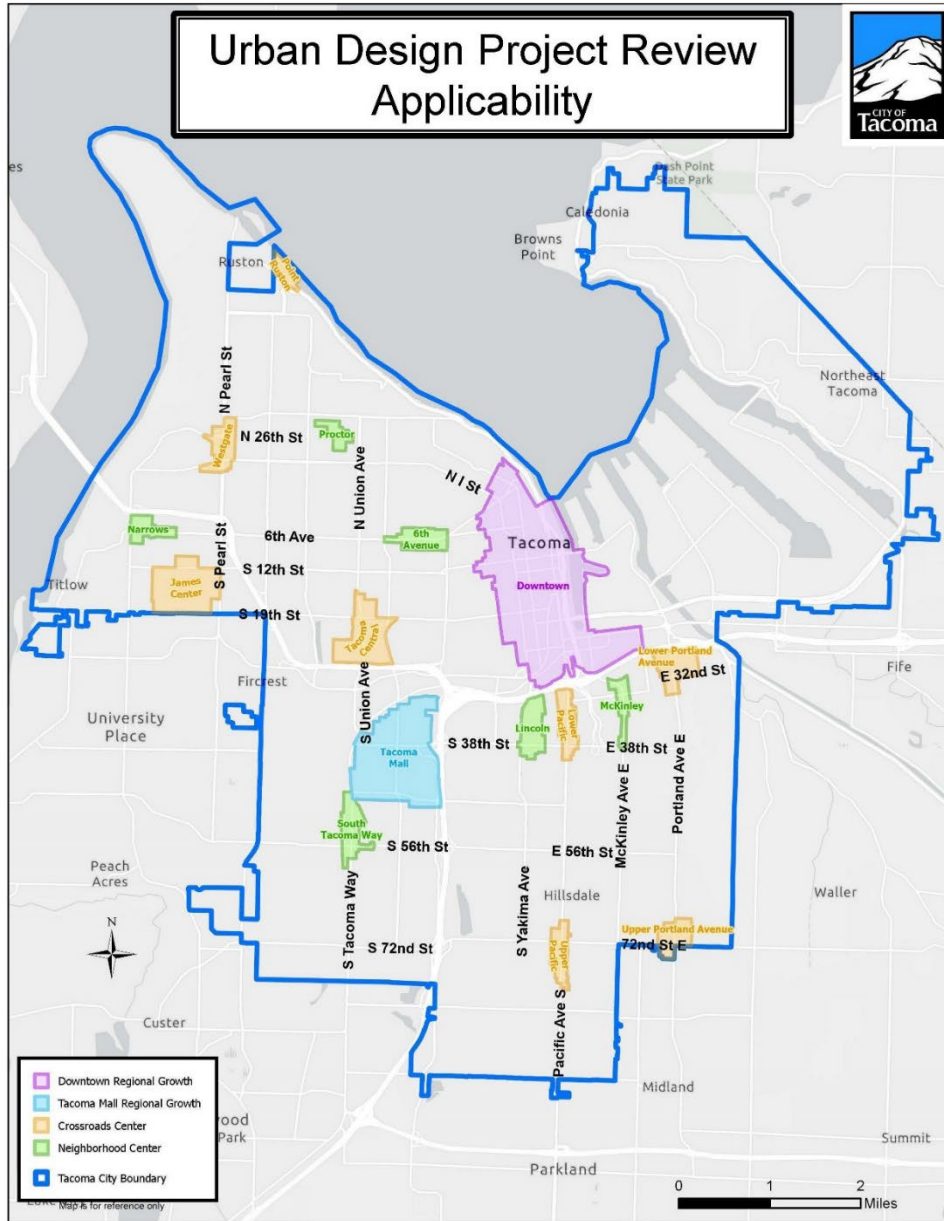 Urban Design Project Review
Applicability
CITY OF
Tacoma
es
Dash Point
State Park
Caledonia
Browns
Point
Ruston
Point
Ruston
Northeast
Tacoma
N Pearl St
Westgate
N 26th St
Proctor
N Union Ave
N I St
Narrows
S Pearl St
6th Ave
6th
Avenue
Tacoma
Titlow
James
Center
S 12th St
Downtown
S 19th St
Tacoma
Central
Lower Portland
Avenue
E 32nd St
Fife
Fircrest
University
Place
S Union Ave
McKinley
Lincoln
Lower
Pacific
Tacoma
Mall
S 38th St
E 38th St
McKinley Ave E
Portland Ave E
South
Tacoma Way
S 56th St
E 56th St
Peach
Acres
Hillsdale
Waller
S Tacoma Way
S Yakima Ave
N
S 72nd St
Upper
Pacific
Upper Portland Avenue
72nd St E
Custer
Pacific Ave S
Midland
wood
Park
Summit
Parkland
Downtown Regional Growth
Tacoma Mall Regional Growth
Crossroads Center
Neighborhood Center
Tacoma City Boundary
Map is for reference only
0 1 2
Miles